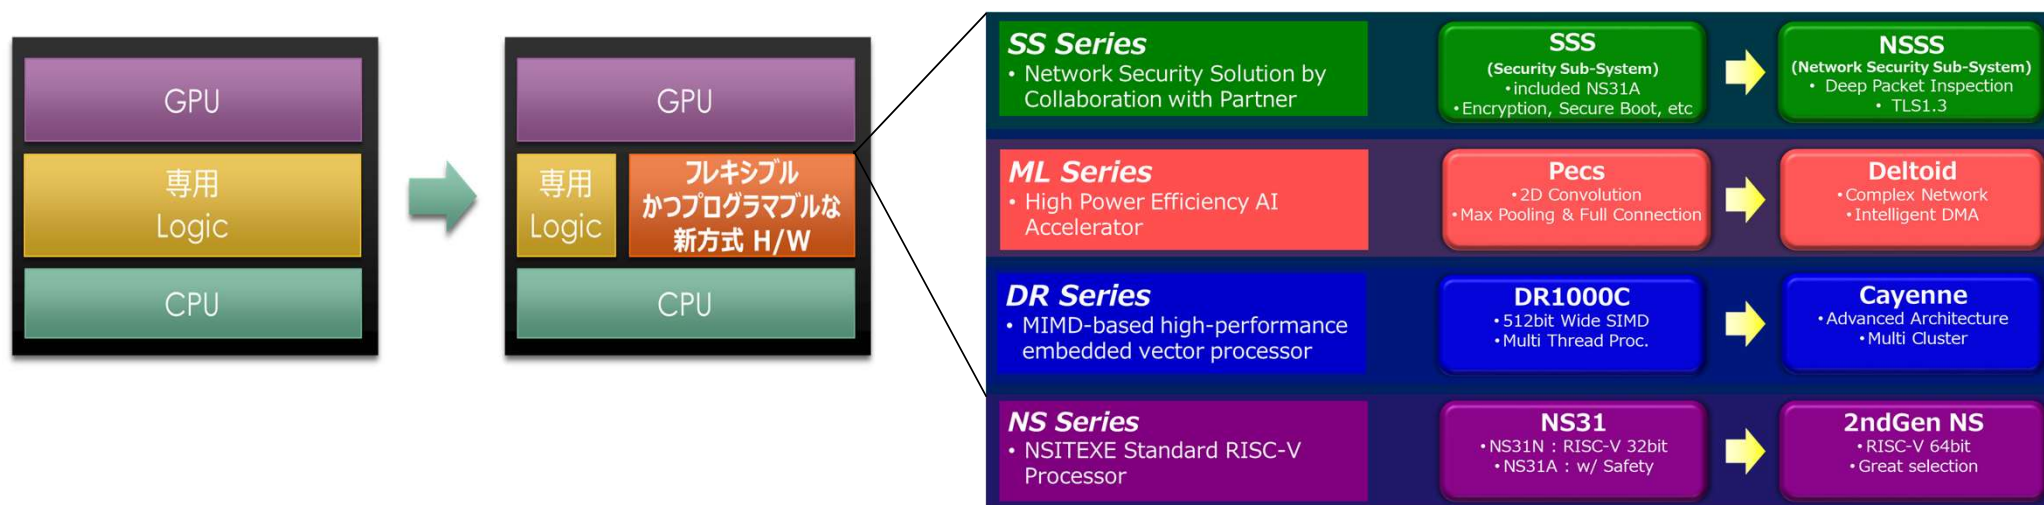 GPU
専用
Logic
CPU
GPU
専用
Logic
フレキシブル
かつプログラマブルな
新方式 H/W
CPU
SS Series
• Network Security Solution by
Collaboration with Partner
SSS
(Security Sub-System)
•included NS31A
•Encryption, Secure Boot, etc
NSSS
(Network Security Sub-System)
• Deep Packet Inspection
• TLS1.3
ML Series
• High Power Efficiency AI
Accelerator
Pecs
•2D Convolution
•Max Pooling & Full Connection
Deltoid
•Complex Network
•Intelligent DMA
DR Series
• MIMD-based high-performance
embedded vector processor
DR1000C
•512bit Wide SIMD
•Multi Thread Proc.
Cayenne
•Advanced Architecture
•Multi Cluster
NS Series
• NSITEXE Standard RISC-V
Processor
NS31
•NS31N：RISC-V 32bit
•NS31A：w/ Safety
2ndGen NS
•RISC-V 64bit
•Great selection